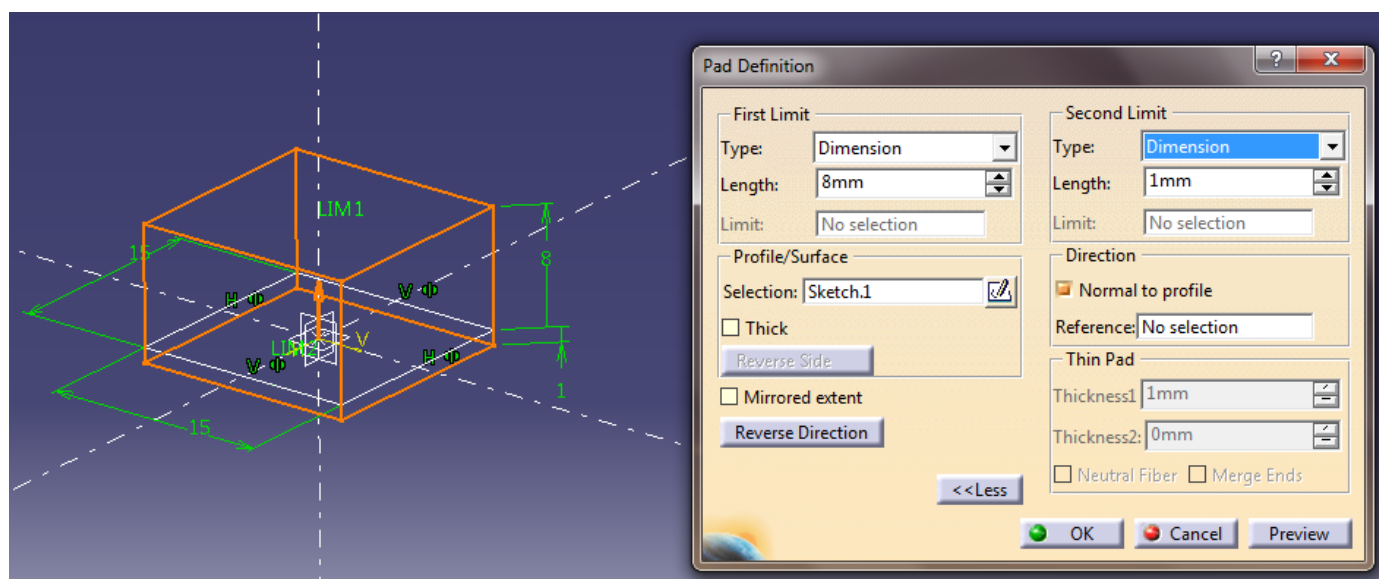 LIM1
15
8
H
V
LIM2
V
V
H
1
15
Pad Definition
?
X
First Limit
Type: Dimension
Length: 8mm
Limit: No selection
Second Limit
Type: Dimension
Length: 1mm
Limit: No selection
Profile/Surface
Selection: Sketch.1
Thick
Reverse Side
Mirrored extent
Reverse Direction
<<Less
Direction
Normal to profile
Reference: No selection
Thin Pad
Thickness1 1mm
Thickness2: 0mm
Neutral Fiber Merge Ends
OK Cancel Preview